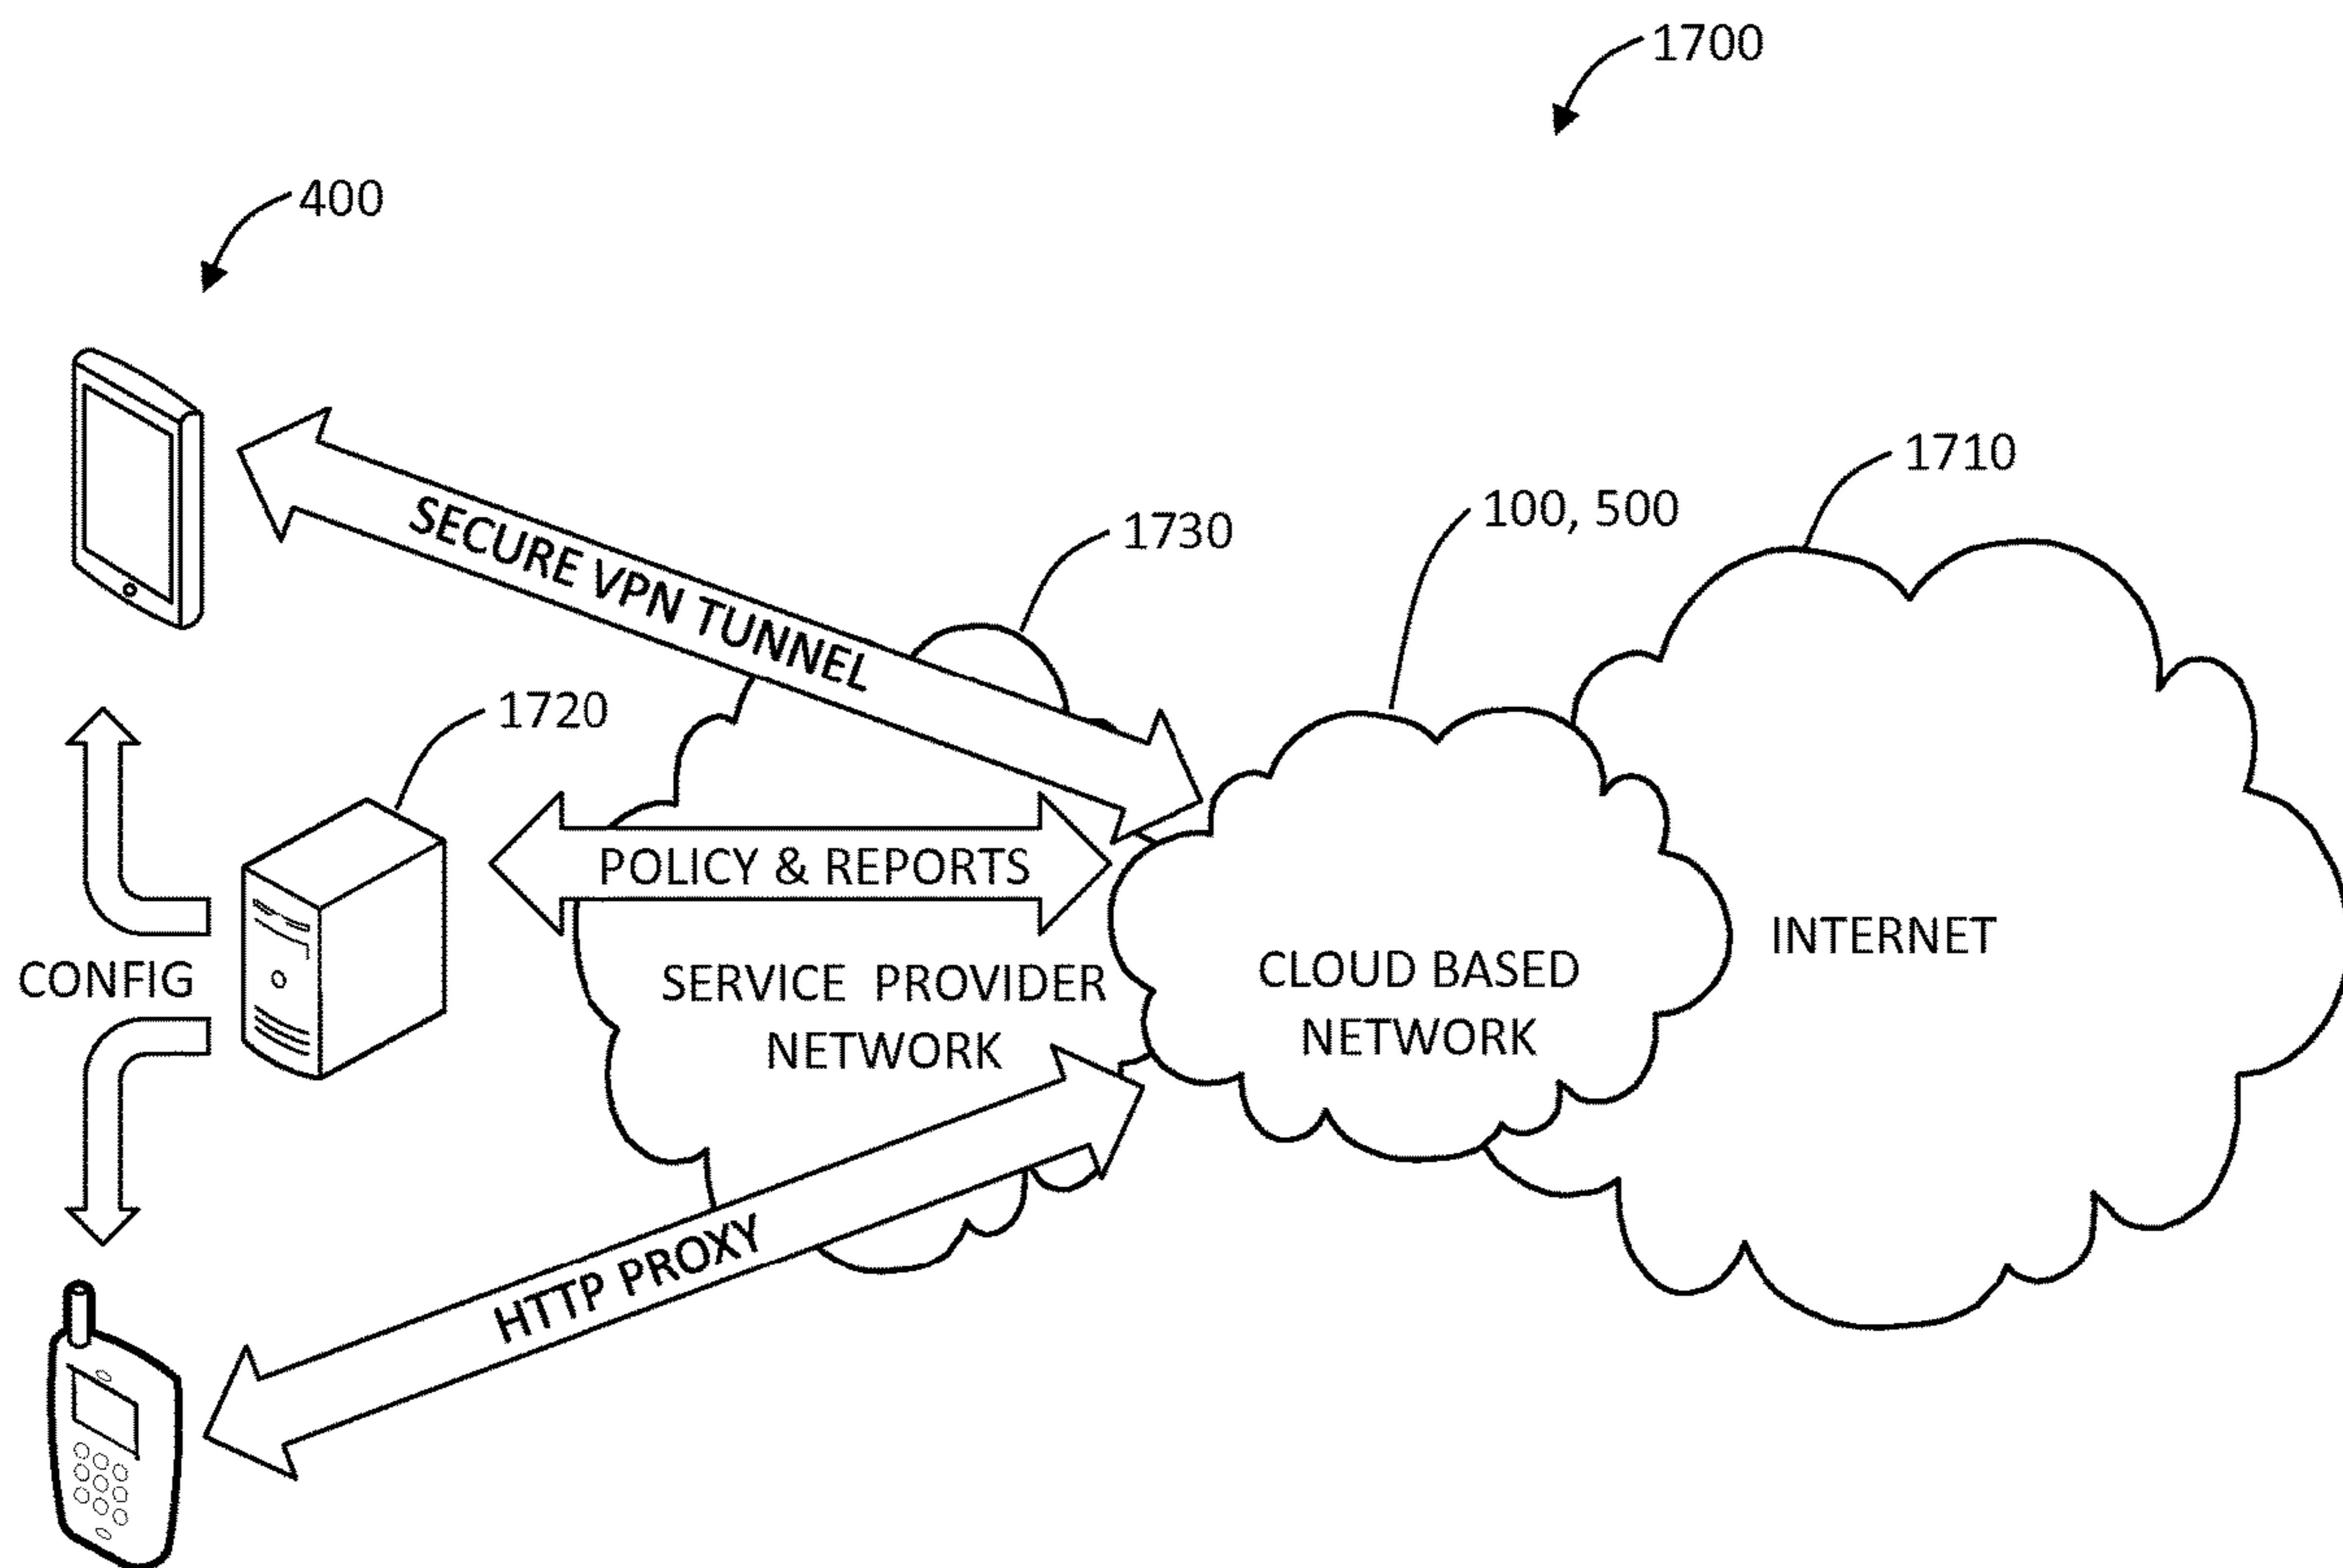 1700
400
1710
100, 500
1730
SECURE VPN TUNNEL
1720
POLICY & REPORTS
INTERNET
CONFIG
SERVICE PROVIDER
NETWORK
CLOUD BASED
NETWORK
HTTP PROXY